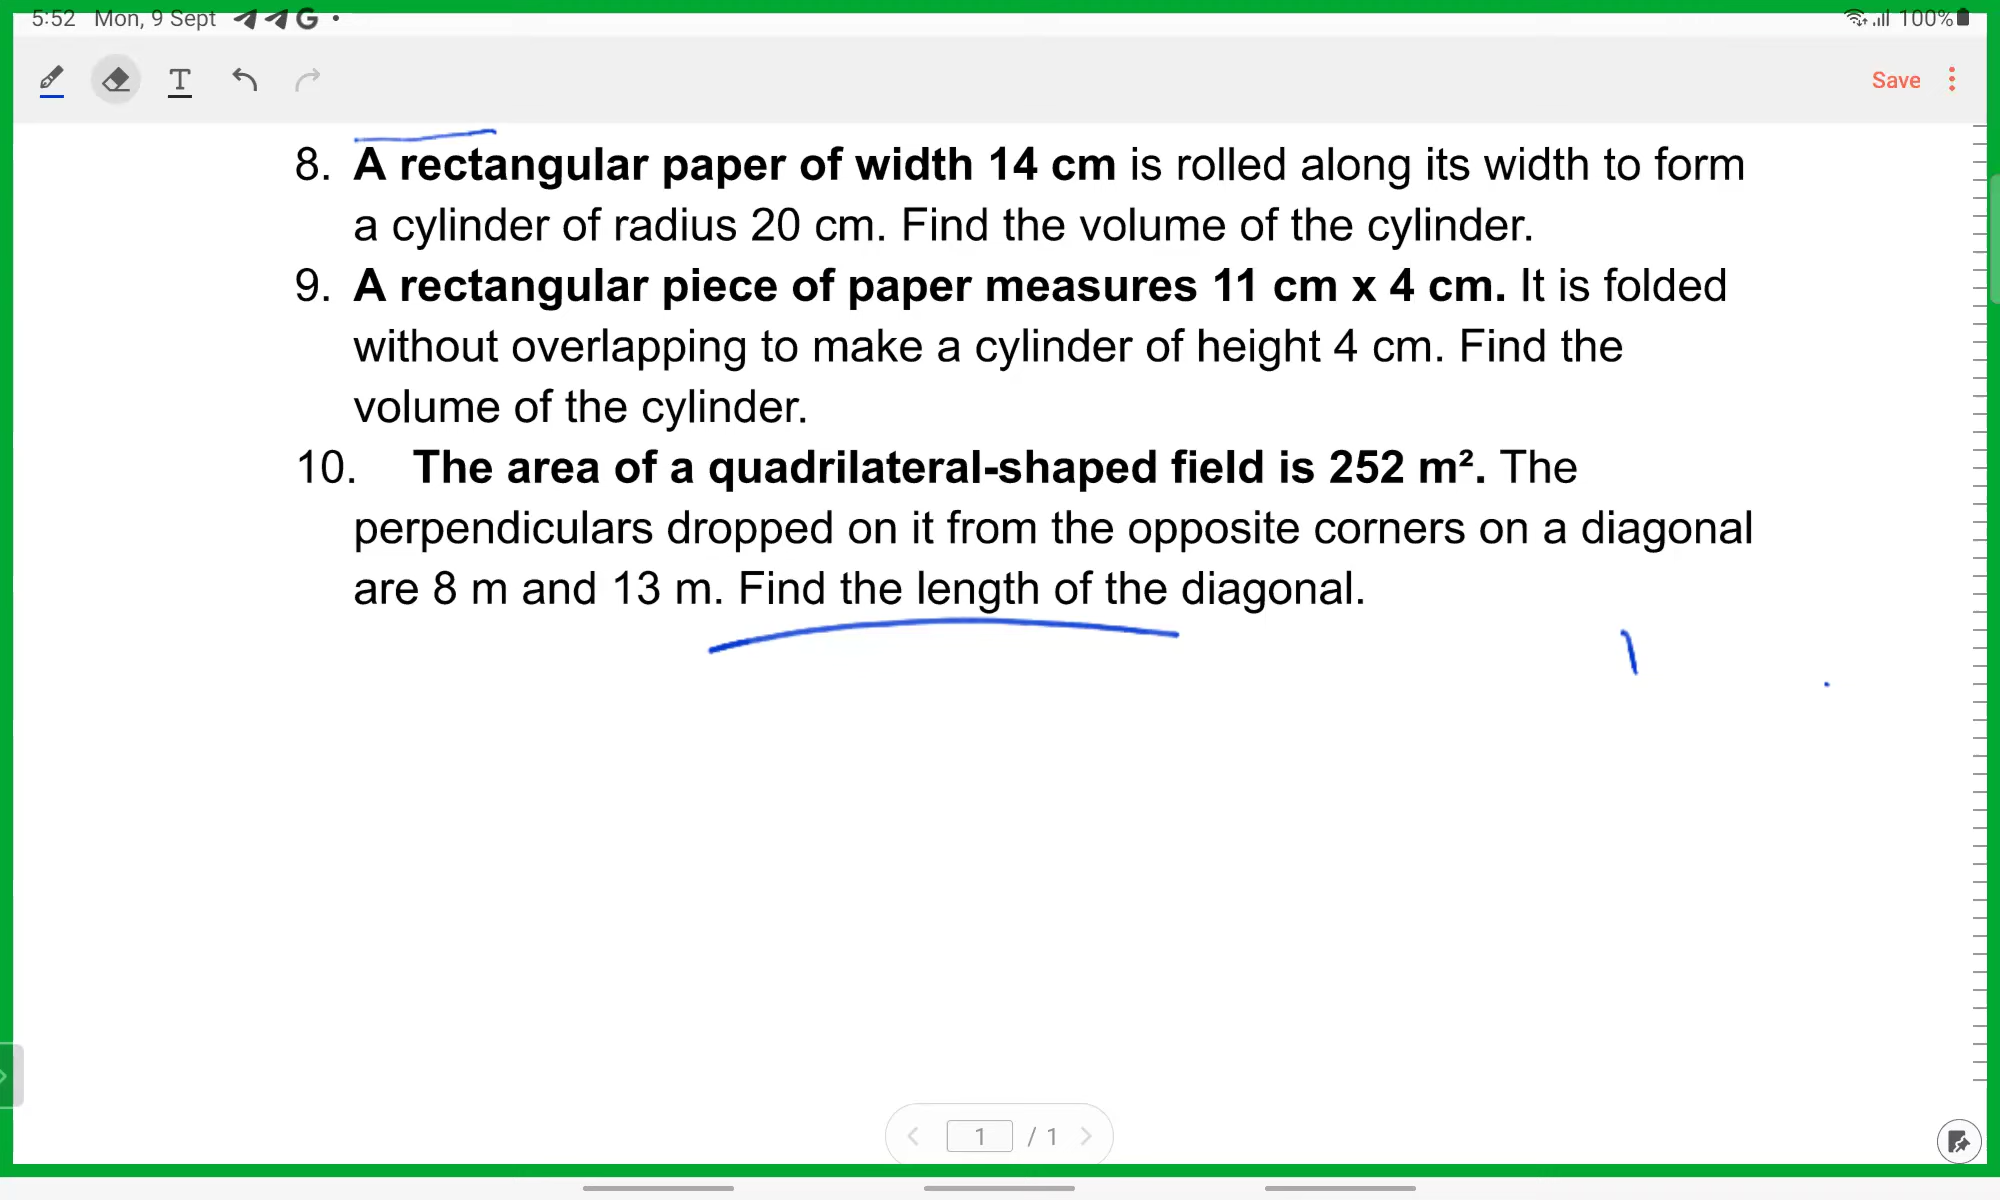 5:52 Mon, 9 Sept G
100%
T
Save
8. A rectangular paper of width 14 cm is rolled along its width to form
a cylinder of radius 20 cm. Find the volume of the cylinder.
9. A rectangular piece of paper measures 11 cm x 4 cm. It is folded
without overlapping to make a cylinder of height 4 cm. Find the
volume of the cylinder.
10. The area of a quadrilateral-shaped field is 252 m². The
perpendiculars dropped on it from the opposite corners on a diagonal
are 8 m and 13 m. Find the length of the diagonal.
1 / 1